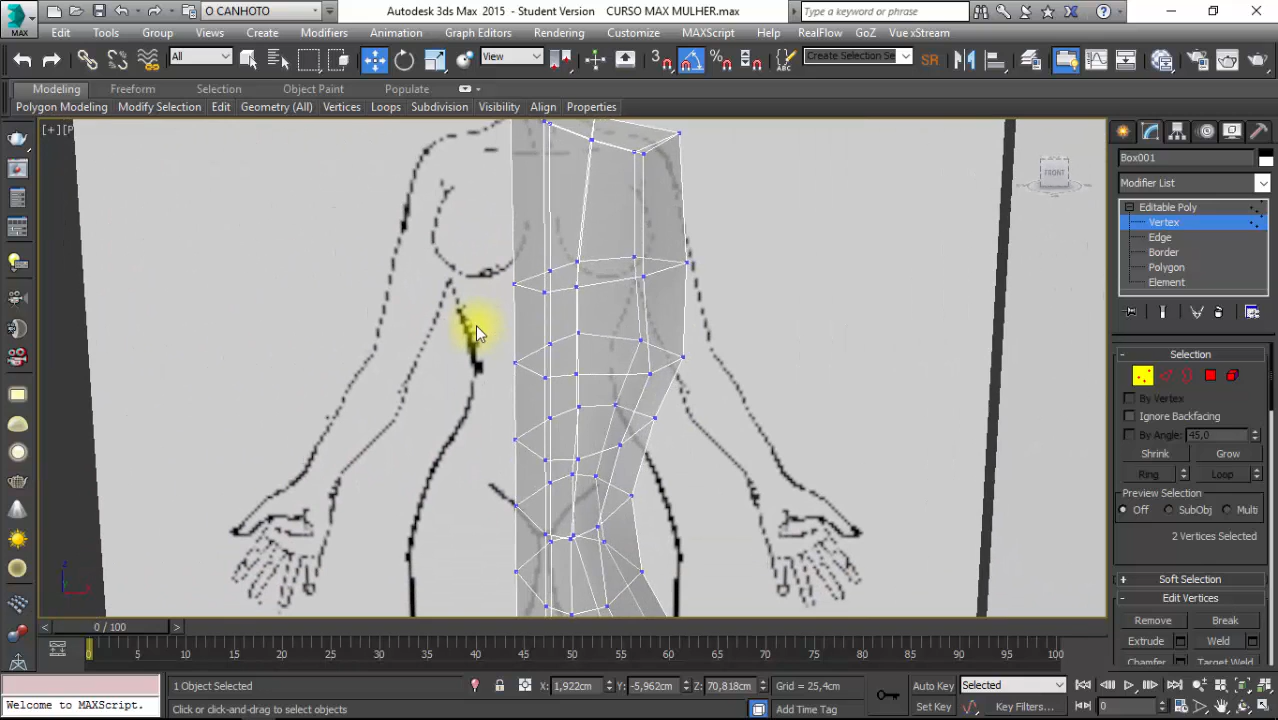 MAX
O CANHOTO
Autodesk 3ds Max 2015 - Student Version
CURSO MAX MULHER.max
Type a keyword or phrase
Edit
Tools
Group
Views
Create
Modifiers
Animation
Graph Editors
Rendering
Customize
MAXScript
Help
RealFlow
GoZ
Vue xStream
All
View
3
Create Selection Se
SR
Modeling
Freeform
Selection
Object Paint
Populate
Polygon Modeling
Modify Selection
Edit
Geometry (All)
Vertices
Loops
Subdivision
Visibility
Align
Properties
FRONT
Box001
Modifier List
Editable Poly
Vertex
Edge
Border
Polygon
Element
Selection
By Vertex
Ignore Backfacing
By Angle: 45,0
Shrink
Grow
Ring
Loop
Preview Selection
Off
SubObj
Multi
2 Vertices Selected
Soft Selection
Edit Vertices
Remove
Break
Extrude
Weld
Chamfer
Target Weld
0 / 100
0 5 10 15 20 25 30 35 40 45 50 55 60 65 70 75 80 85 90 95 100
1 Object Selected
X: 1,922cm
Y: -5,962cm
Z: 70,818cm
Grid = 25,4cm
Auto Key
Selected
Welcome to MAXScript.
Click or click-and-drag to select objects
Add Time Tag
Set Key
Key Filters...
0